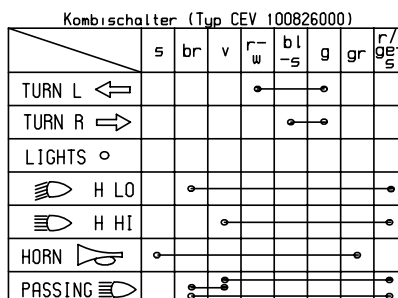 Kombischalter (Typ CEV 100826000)
s br v r-w bl-s g gr r/ge+s
TURN L
TURN R
LIGHTS
H LO
H HI
HORN
PASSING